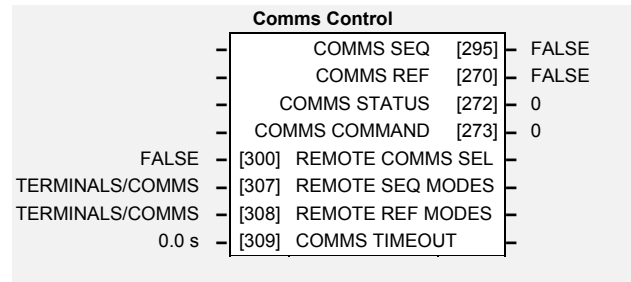 Comms Control
COMMS SEQ [295] – FALSE
COMMS REF [270] – FALSE
COMMS STATUS [272] – 0
COMMS COMMAND [273] – 0
FALSE – [300] REMOTE COMMS SEL –
TERMINALS/COMMS – [307] REMOTE SEQ MODES –
TERMINALS/COMMS – [308] REMOTE REF MODES –
0.0 s – [309] COMMS TIMEOUT –